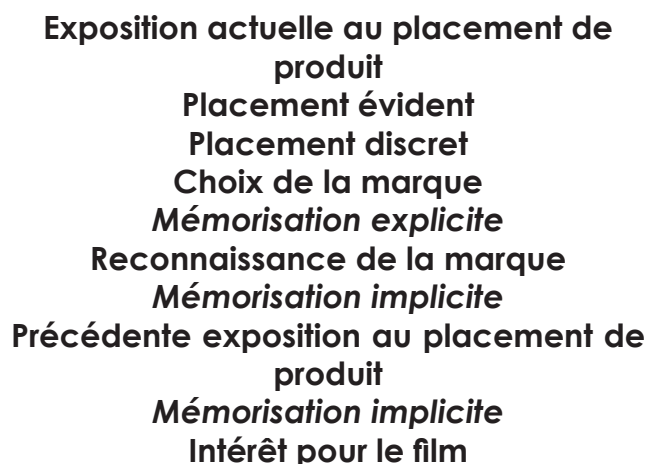 Exposition actuelle au placement de
produit
Placement évident
Placement discret
Choix de la marque
Mémorisation explicite
Reconnaissance de la marque
Mémorisation implicite
Précédente exposition au placement de
produit
Mémorisation implicite
Intérêt pour le film